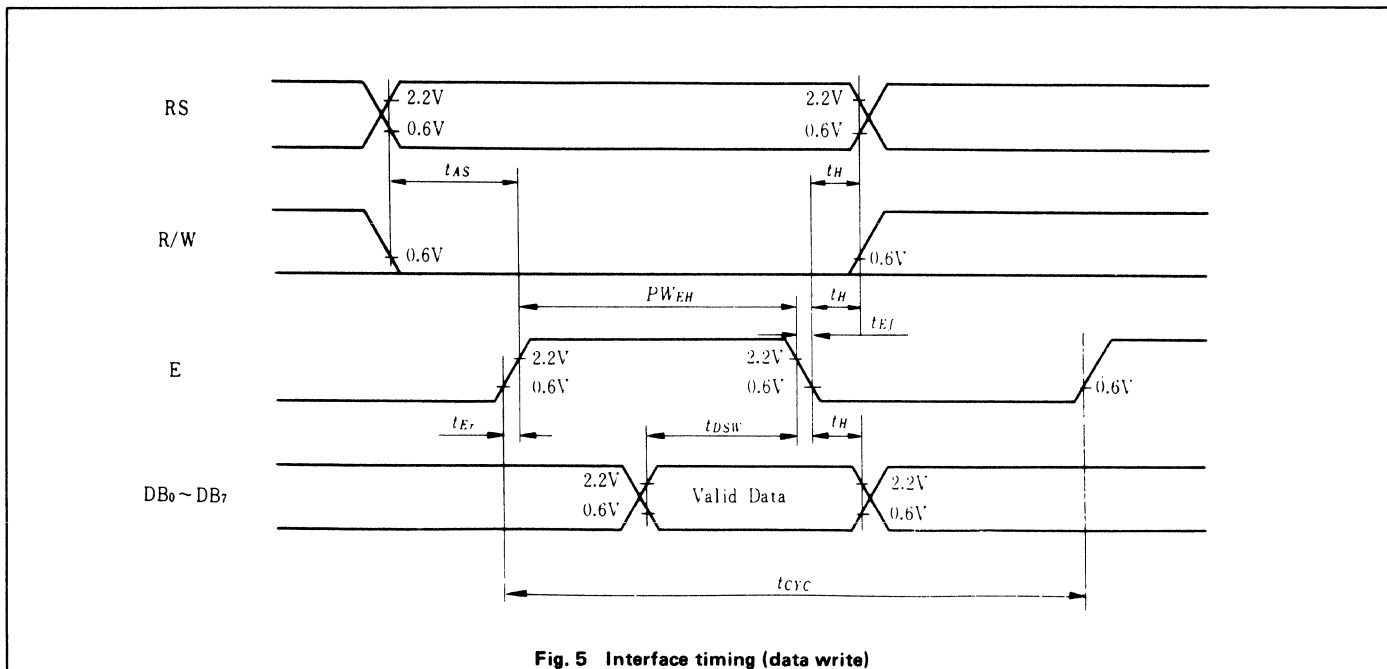 RS
2.2V
0.6V
2.2V
0.6V
tAS
tH
R/W
0.6V
0.6V
PWEH
tH
tEf
E
2.2V
0.6V
2.2V
0.6V
0.6V
tEr
tDSW
tH
DB0~DB7
2.2V
0.6V
Valid Data
2.2V
0.6V
tCYC
Fig. 5 Interface timing (data write)